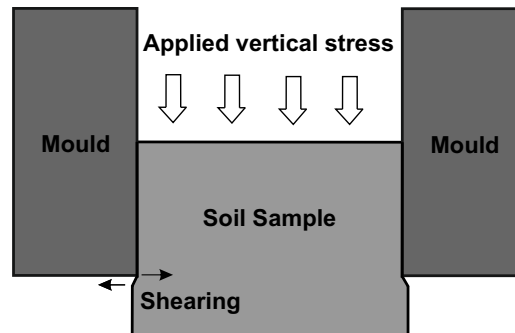 Applied vertical stress
Mould
Mould
Soil Sample
Shearing